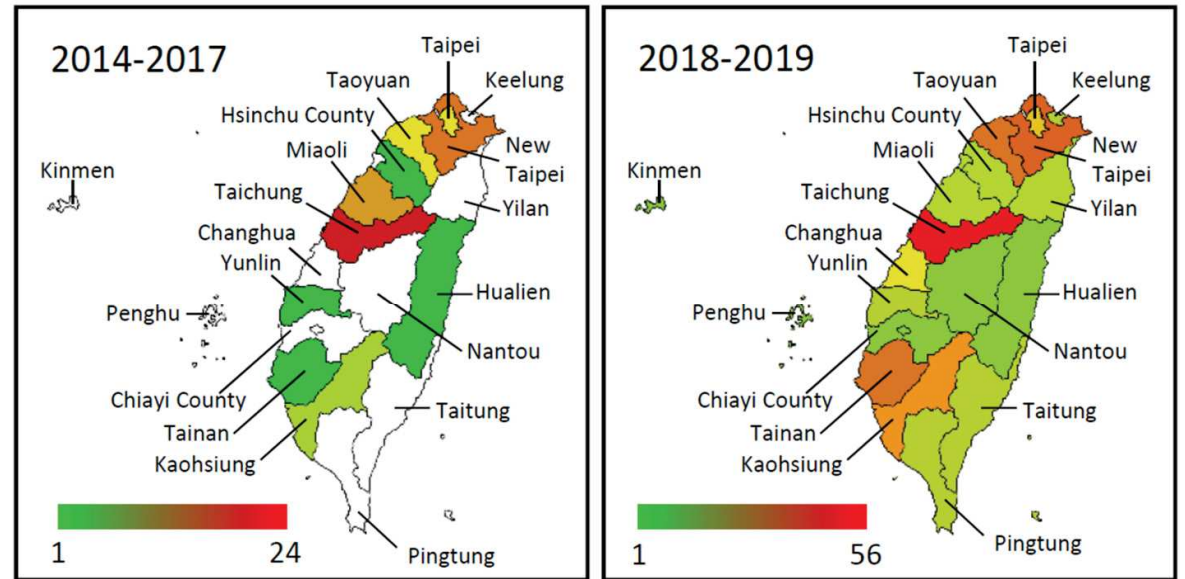 2014-2017
Taipei
Taoyuan
Keelung
Hsinchu County
Miaoli
New
Taipei
Kinmen
Taichung
Yilan
Changhua
Yunlin
Hualien
Penghu
Nantou
Chiayi County
Taitung
Tainan
Kaohsiung
Pingtung
1
24
2018-2019
Taipei
Taoyuan
Keelung
Hsinchu County
Miaoli
New
Taipei
Kinmen
Taichung
Yilan
Changhua
Yunlin
Hualien
Penghu
Nantou
Chiayi County
Taitung
Tainan
Kaohsiung
Pingtung
1
56